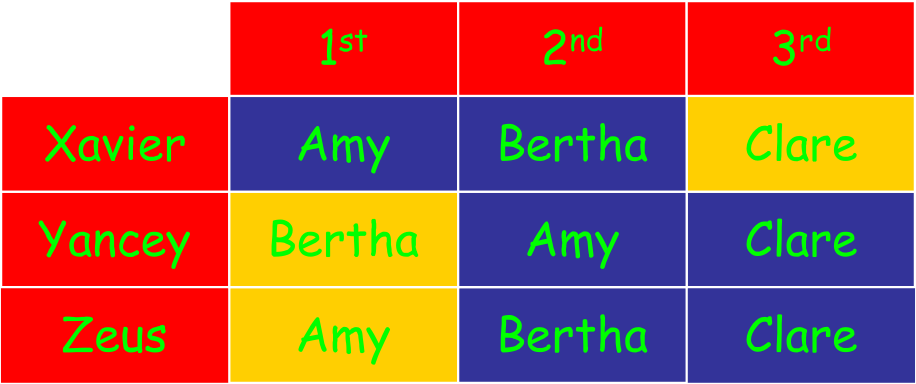 1st 2nd 3rd
Xavier Amy Bertha Clare
Yancey Bertha Amy Clare
Zeus Amy Bertha Clare